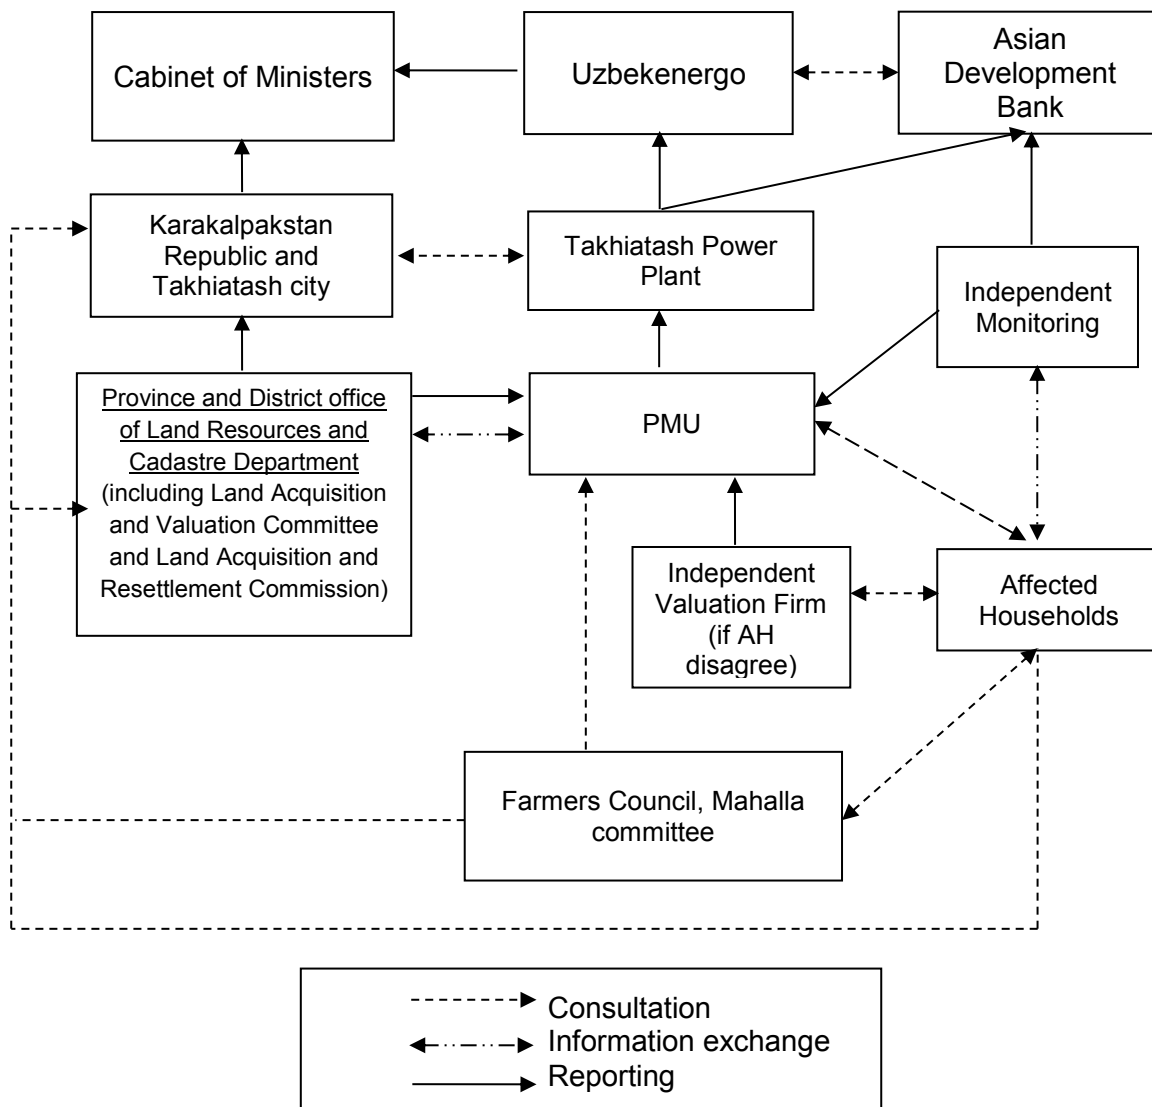 Cabinet of Ministers
Uzbekenergo
Asian
Development
Bank
Karakalpakstan
Republic and
Takhiatash city
Takhiatash Power
Plant
Independent
Monitoring
Province and District office
of Land Resources and
Cadastre Department
(including Land Acquisition
and Valuation Committee
and Land Acquisition and
Resettlement Commission)
PMU
Independent
Valuation Firm
(if AH
disagree)
Affected
Households
Farmers Council, Mahalla
committee
Consultation
Information exchange
Reporting